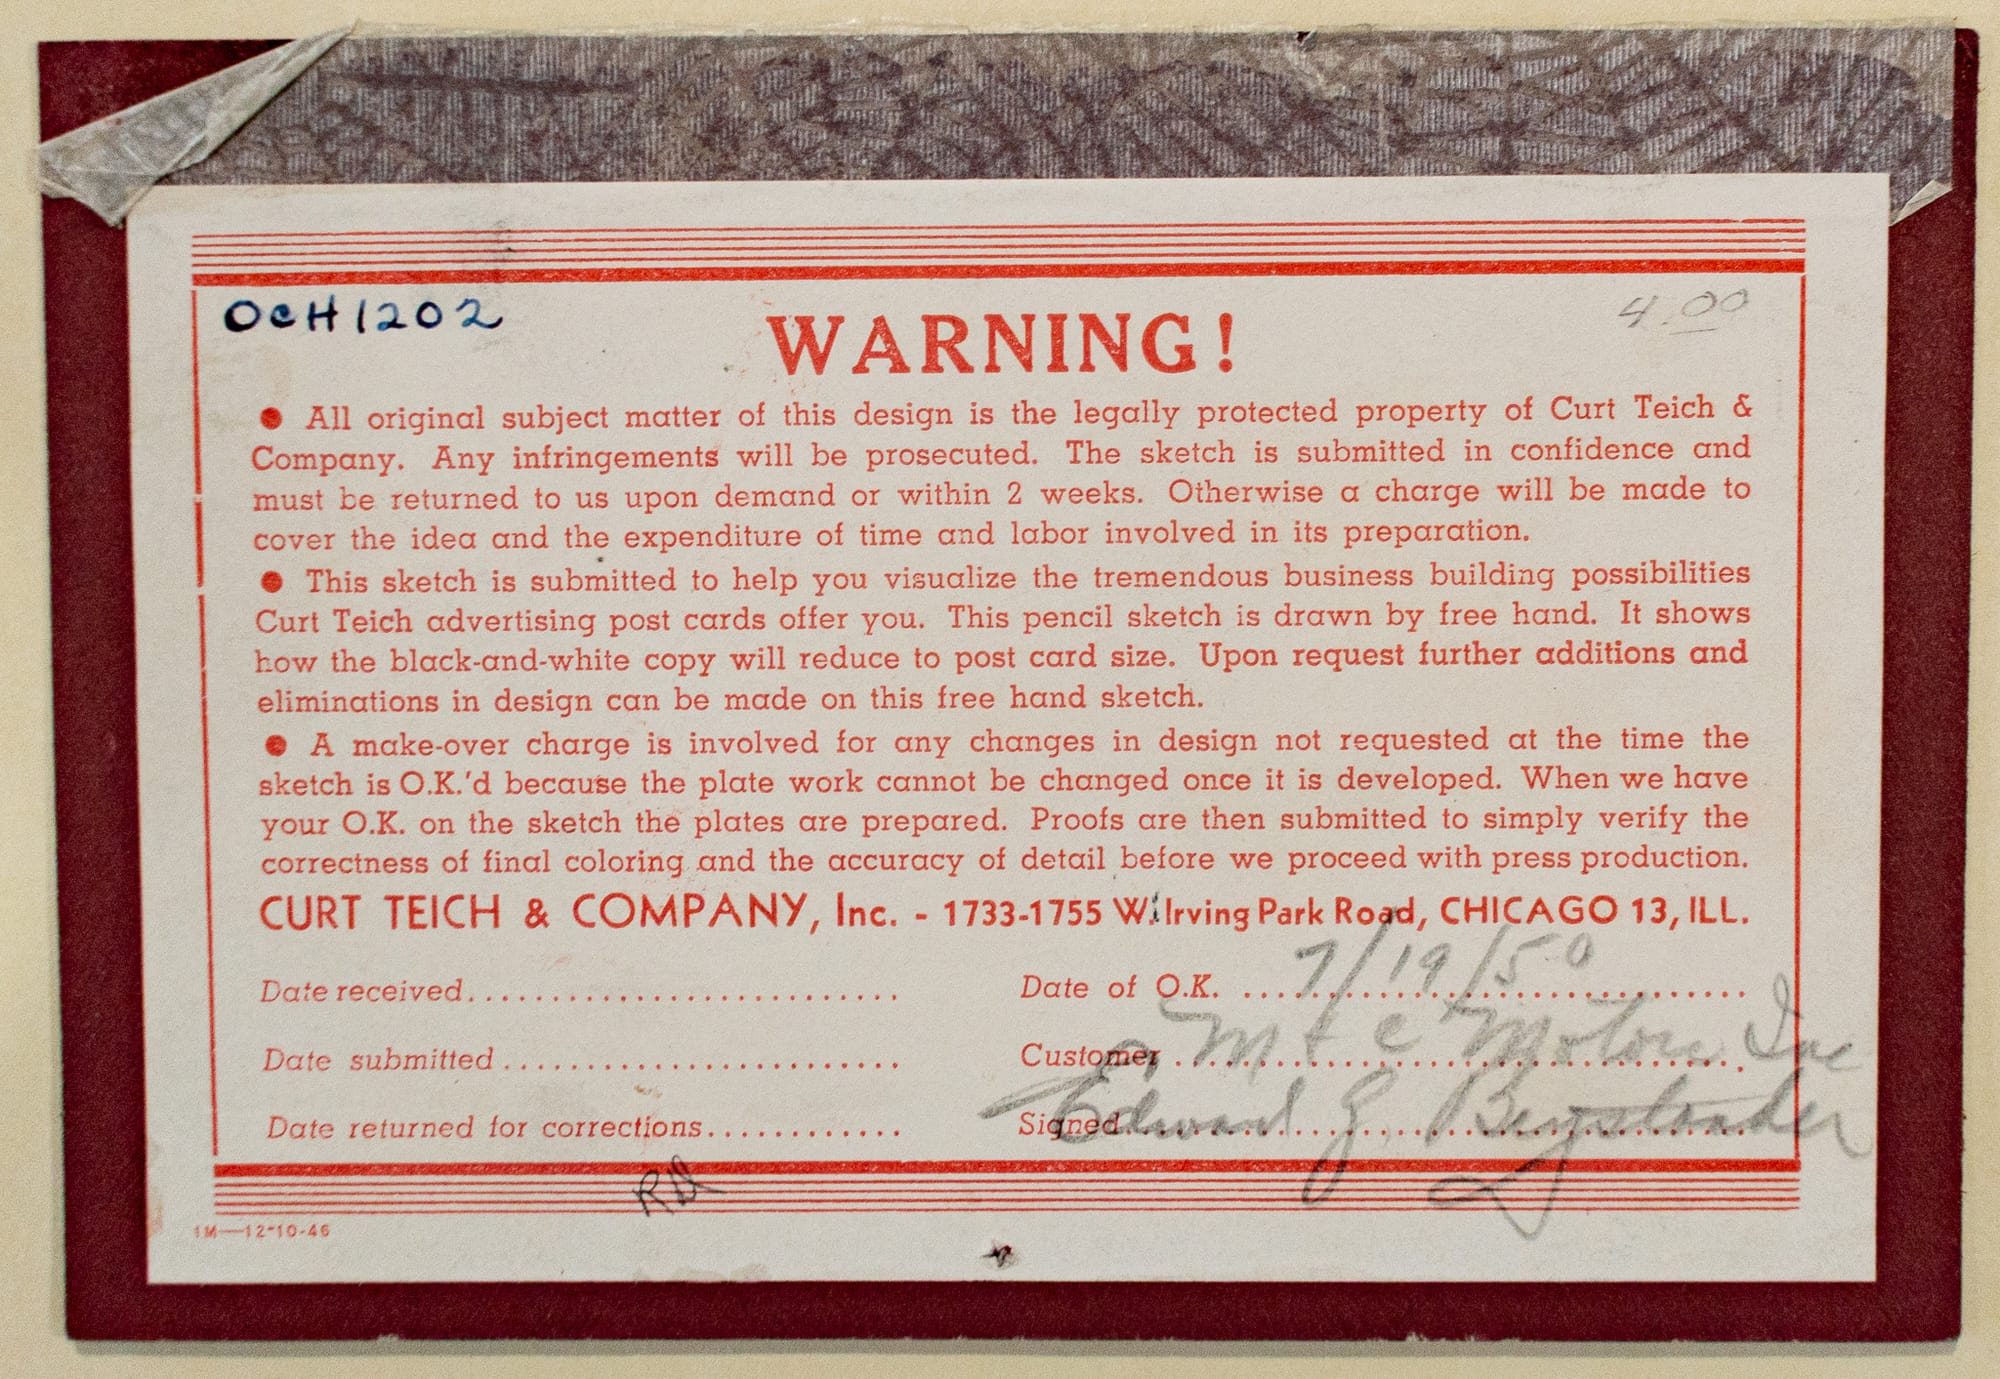 OCH1202
4.00
WARNING!
● All original subject matter of this design is the legally protected property of Curt Teich &
Company. Any infringements will be prosecuted. The sketch is submitted in confidence and
must be returned to us upon demand or within 2 weeks. Otherwise a charge will be made to
cover the idea and the expenditure of time and labor involved in its preparation.
● This sketch is submitted to help you visualize the tremendous business building possibilities
Curt Teich advertising post cards offer you. This pencil sketch is drawn by free hand. It shows
how the black-and-white copy will reduce to post card size. Upon request further additions and
eliminations in design can be made on this free hand sketch.
● A make-over charge is involved for any changes in design not requested at the time the
sketch is O.K.'d because the plate work cannot be changed once it is developed. When we have
your O.K. on the sketch the plates are prepared. Proofs are then submitted to simply verify the
correctness of final coloring and the accuracy of detail before we proceed with press production.
CURT TEICH & COMPANY, Inc. - 1733-1755 W. Irving Park Road, CHICAGO 13, ILL.
Date received
Date of O.K. 7/19/50
Date submitted
Customer M + C Motors Inc
Date returned for corrections
Signed Edward J.
1M—12-10-46